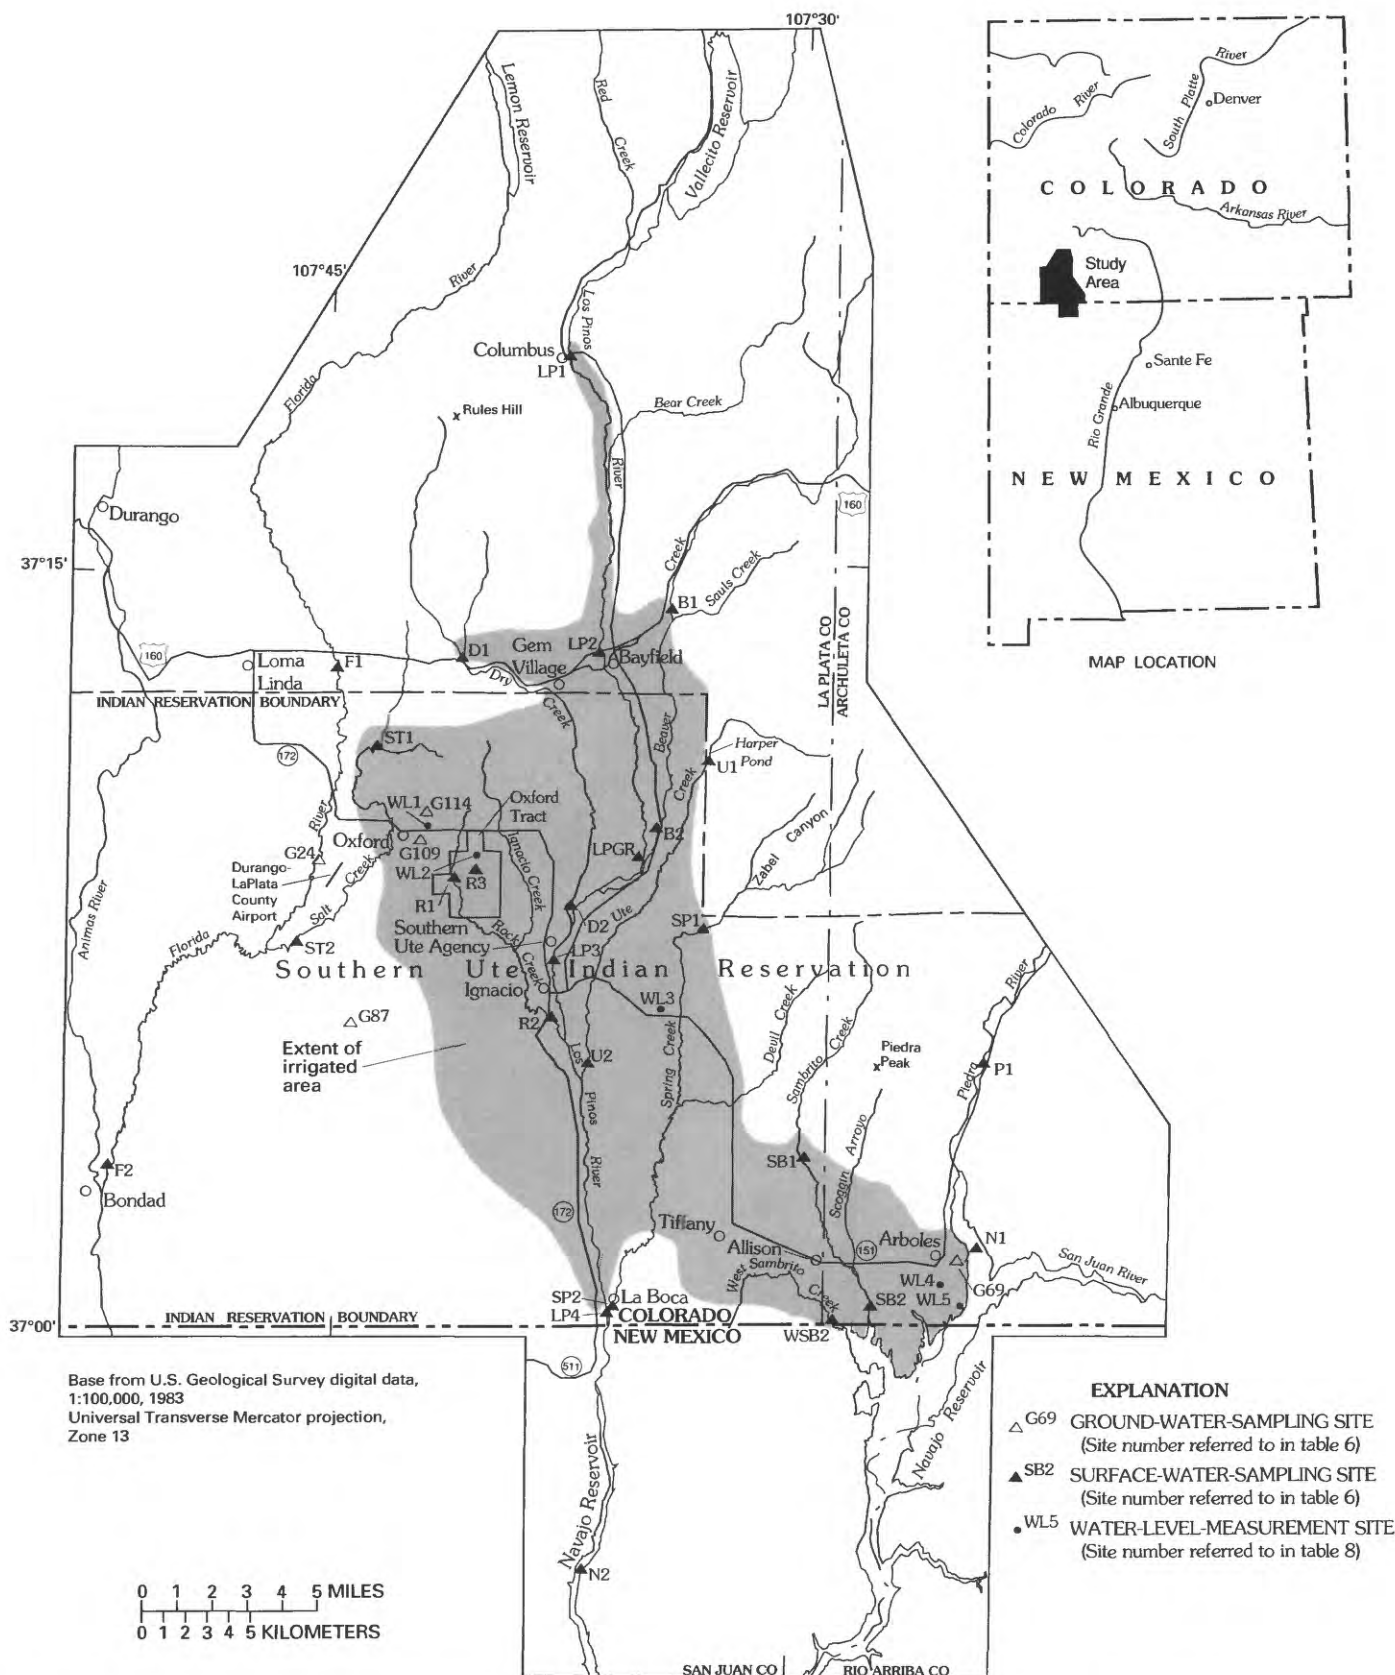 107°30'
Lemon Reservoir
Red
Creek
Vallecito Reservoir
River
107°45'
Los Pinos
Columbus
LP1
Florida
Rules Hill
Bear Creek
River
Durango
160
37°15'
Creek
Sauls Creek
B1
160
D1
Gem
Village
LP2
Bayfield
Loma
Linda
F1
Dry
Creek
LA PLATA CO
ARCHULETA CO
INDIAN RESERVATION BOUNDARY
172
ST1
Beaver
Creek
Harper
Pond
U1
WL1
G114
Oxford
Tract
Ignacio Creek
River
Oxford
G109
B2
LPGR
Zabel Canyon
G24
WL2
R3
Durango-
LaPlata
County
Airport
Salt
Creek
R1
D2
Ute
SP1
Animas River
Florida
ST2
Southern
Ute Agency
Rock
Creek
LP3
Southern Ute Indian Reservation
River
Ignacio
WL3
G87
R2
Devil Creek
Sambrito Creek
Piedra
Peak
Extent of
irrigated
area
Los
Pinos
River
U2
Spring Creek
P1
Piedra
Scoggin Arroyo
F2
Bondad
SB1
172
Tiffany
Allison
151
Arboles
N1
San Juan River
West Sambrito
Creek
WL4
G69
WL5
SP2
La Boca
LP4
SB2
WSB2
37°00'
INDIAN RESERVATION BOUNDARY
COLORADO
NEW MEXICO
511
Navajo Reservoir
Navajo Reservoir
N2
SAN JUAN CO
RIO ARRIBA CO
Base from U.S. Geological Survey digital data,
1:100,000, 1983
Universal Transverse Mercator projection,
Zone 13
0 1 2 3 4 5 MILES
0 1 2 3 4 5 KILOMETERS
River
Colorado River
South Platte
Denver
COLORADO
Arkansas River
Study
Area
Sante Fe
Rio Grande
Albuquerque
NEW MEXICO
MAP LOCATION
EXPLANATION
G69 GROUND-WATER-SAMPLING SITE
(Site number referred to in table 6)
SB2 SURFACE-WATER-SAMPLING SITE
(Site number referred to in table 6)
WL5 WATER-LEVEL-MEASUREMENT SITE
(Site number referred to in table 8)